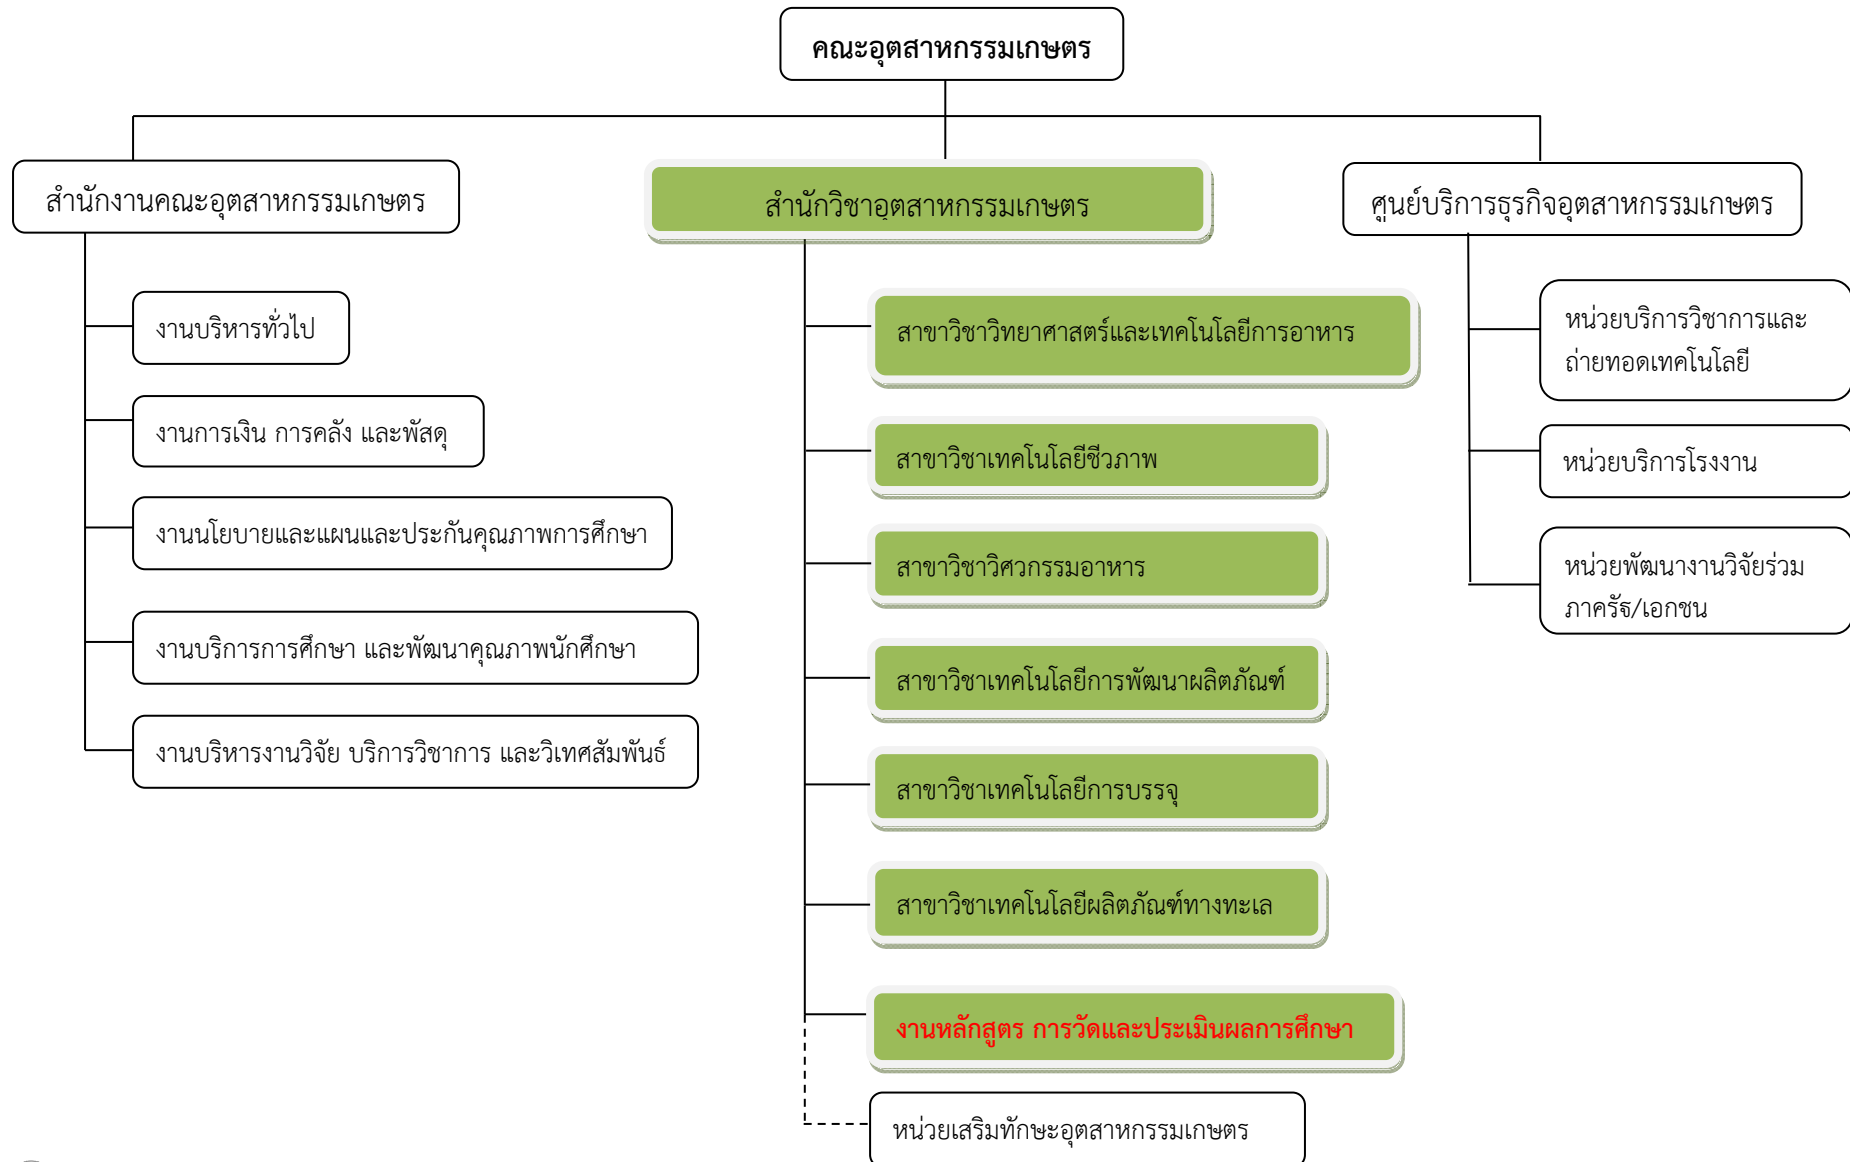 คณะอุตสาหกรรมเกษตร
สำนักงานคณะอุตสาหกรรมเกษตร
งานบริหารทั่วไป
งานการเงิน การคลัง และพัสดุ
งานนโยบายและแผนและประกันคุณภาพการศึกษา
งานบริการการศึกษา และพัฒนาคุณภาพนักศึกษา
งานบริหารงานวิจัย บริการวิชาการ และวิเทศสัมพันธ์
สำนักวิชาอุตสาหกรรมเกษตร
สาขาวิชาวิทยาศาสตร์และเทคโนโลยีการอาหาร
สาขาวิชาเทคโนโลยีชีวภาพ
สาขาวิชาวิศวกรรมอาหาร
สาขาวิชาเทคโนโลยีการพัฒนาผลิตภัณฑ์
สาขาวิชาเทคโนโลยีการบรรจุ
สาขาวิชาเทคโนโลยีผลิตภัณฑ์ทางทะเล
งานหลักสูตร การวัดและประเมินผลการศึกษา
หน่วยเสริมทักษะอุตสาหกรรมเกษตร
ศูนย์บริการธุรกิจอุตสาหกรรมเกษตร
หน่วยบริการวิชาการและ
ถ่ายทอดเทคโนโลยี
หน่วยบริการโรงงาน
หน่วยพัฒนางานวิจัยร่วม
ภาครัฐ/เอกชน